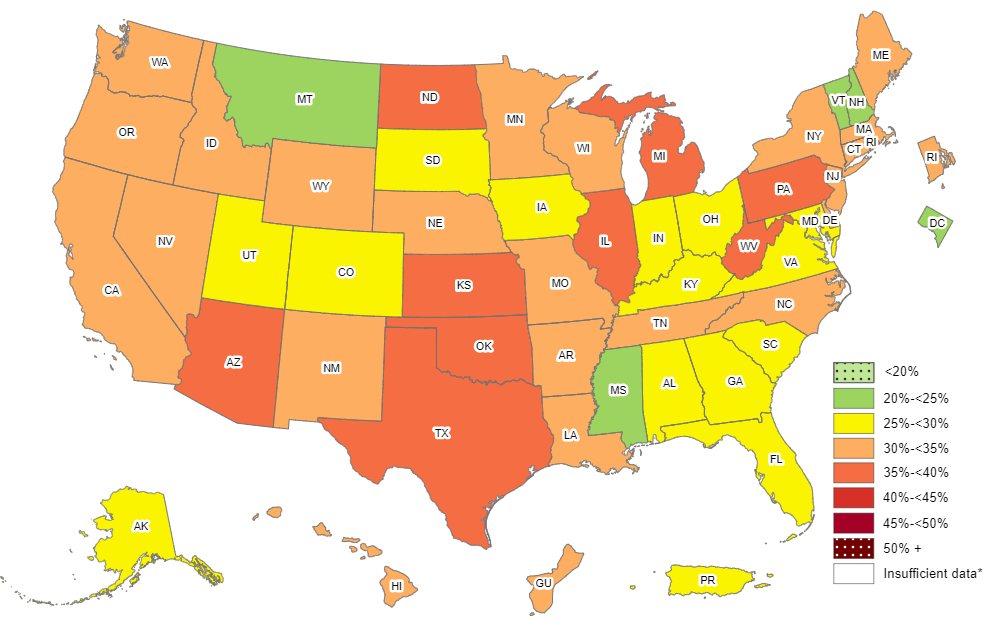 ME
WA
MT
ND
MN
VT
NH
OR
ID
WI
MI
NY
MA
CT
RI
RI
SD
WY
PA
NJ
IA
NE
OH
IN
IL
MD
DE
DC
NV
UT
CO
WV
VA
KS
MO
KY
CA
NC
TN
AZ
NM
OK
AR
SC
MS
AL
GA
TX
LA
FL
AK
HI
GU
PR
<20%
20%-<25%
25%-<30%
30%-<35%
35%-<40%
40%-<45%
45%-<50%
50% +
Insufficient data*